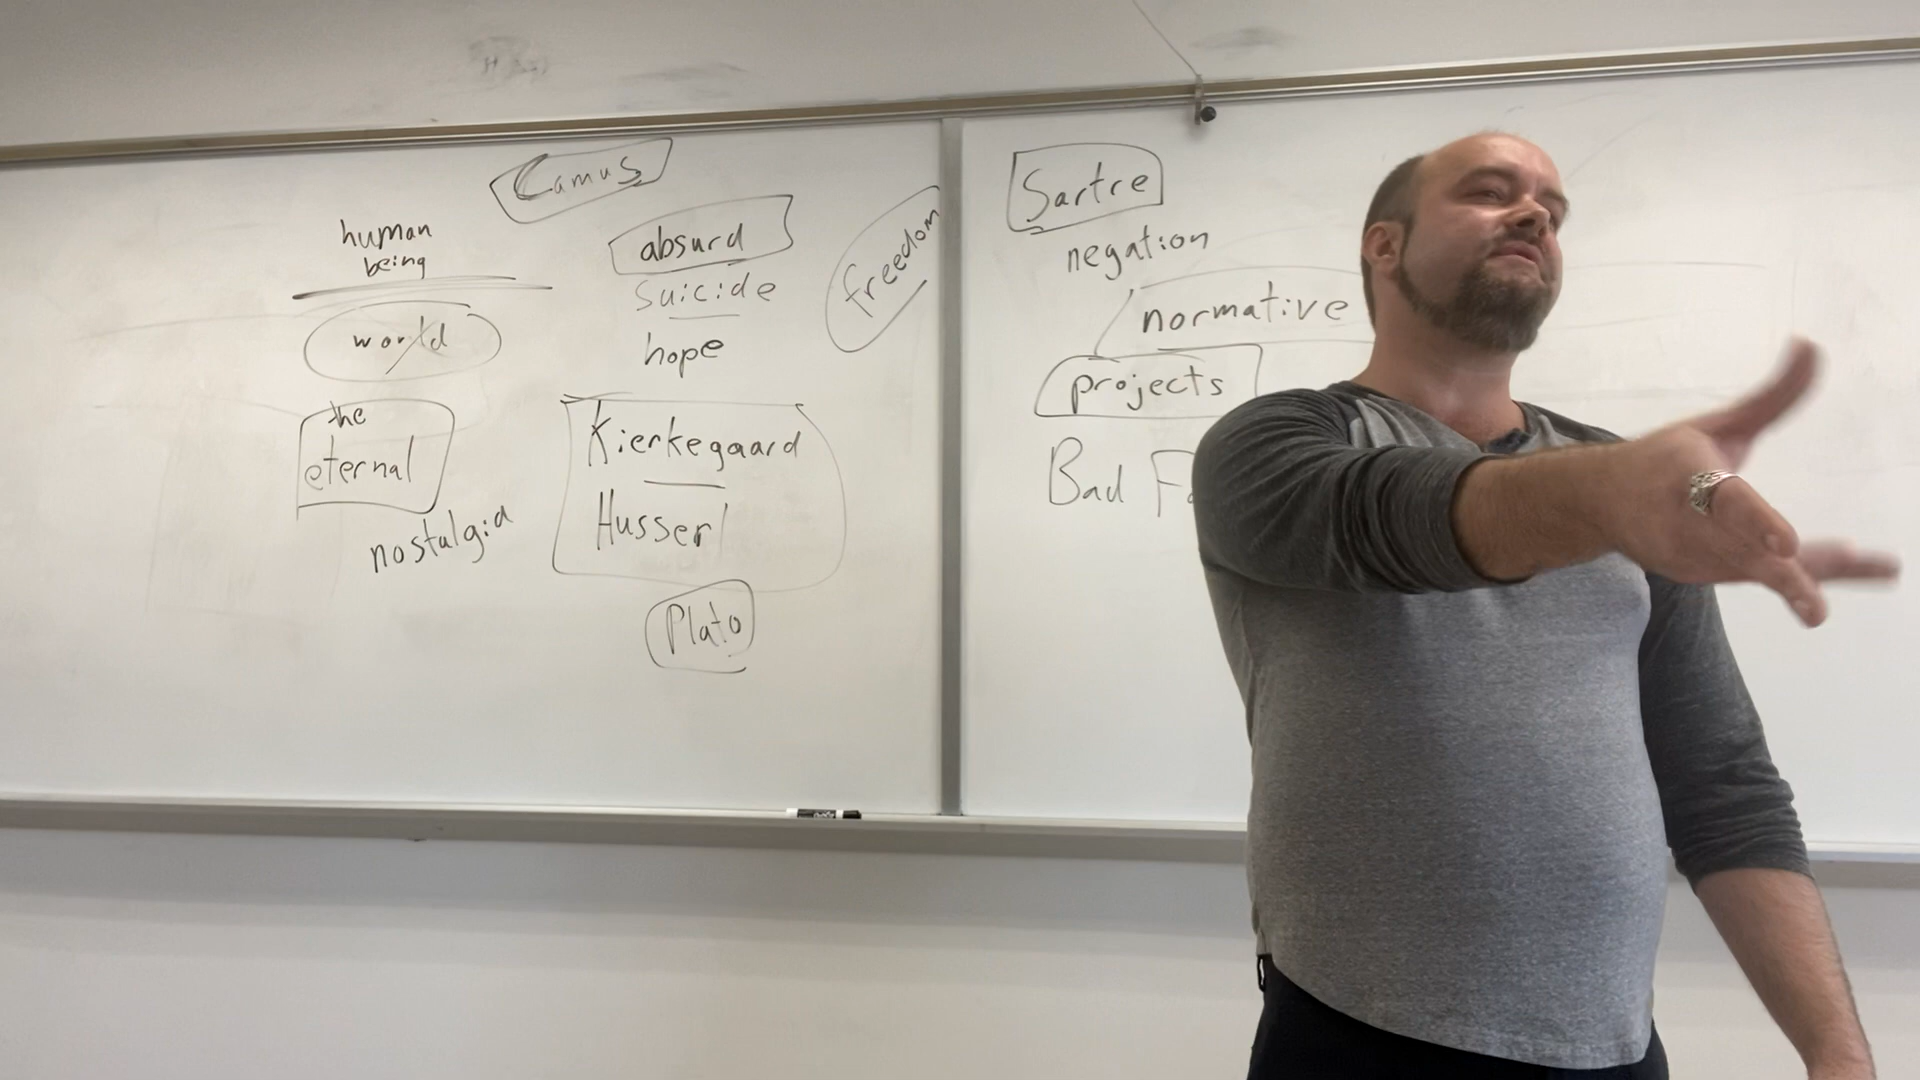 Camus
human
being
world
the
eternal
nostalgia
absurd
suicide
hope
Kierkegaard
Husserl
Plato
freedom
Sartre
negation
normative
projects
Bad